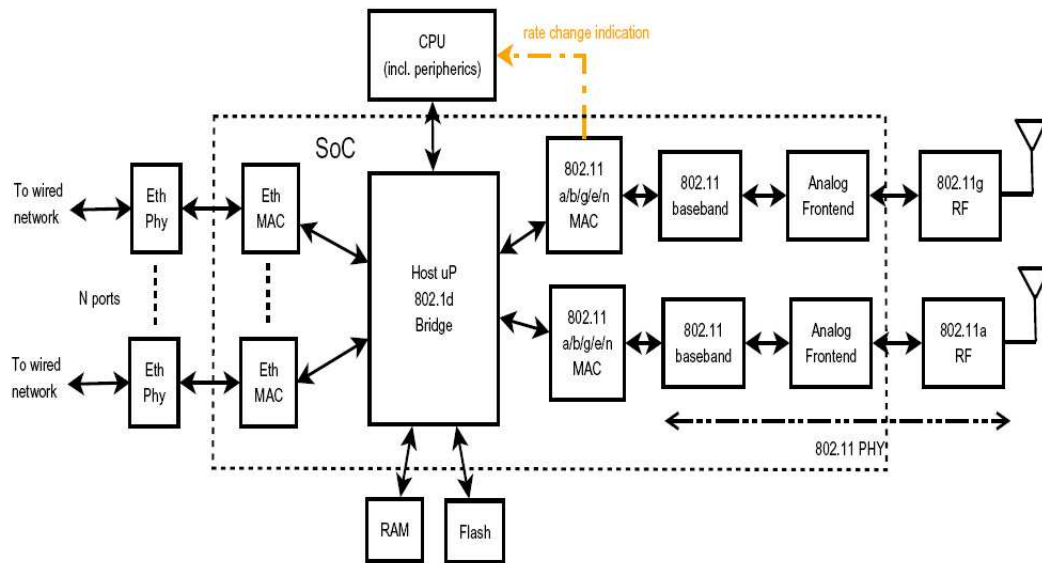 rate change indication
CPU
(incl. peripherics)
SoC
To wired
network
Eth
Phy
Eth
MAC
802.11
a/b/g/e/n
MAC
802.11
baseband
Analog
Frontend
802.11g
RF
N ports
Host uP
802.1d
Bridge
To wired
network
Eth
Phy
Eth
MAC
802.11
a/b/g/e/n
MAC
802.11
baseband
Analog
Frontend
802.11a
RF
802.11 PHY
RAM
Flash